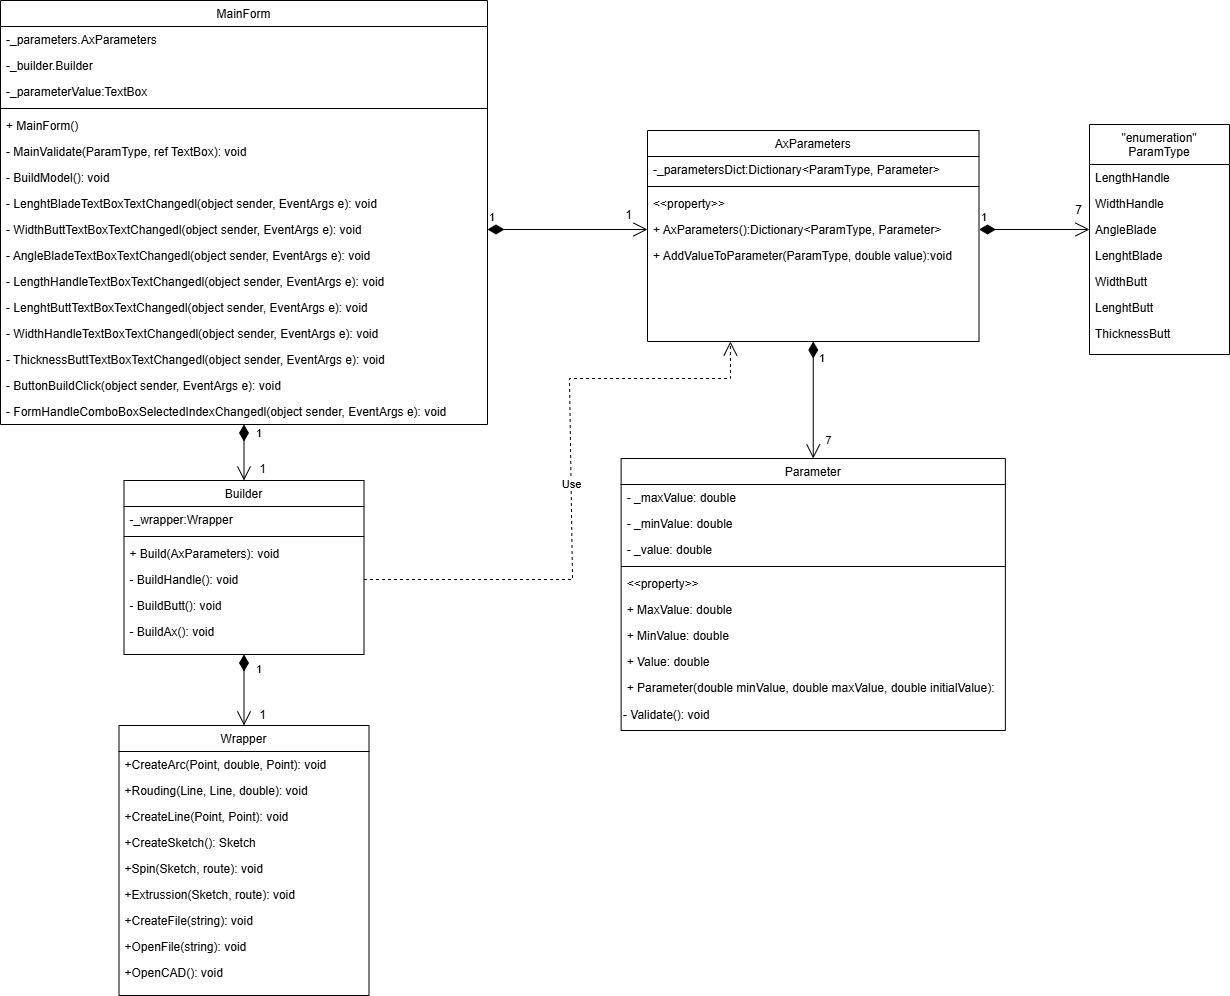 MainForm
-_parameters.AxParameters
-_builder.Builder
-_parameterValue:TextBox
+ MainForm()
- MainValidate(ParamType, ref TextBox): void
- BuildModel(): void
- LenghtBladeTextBoxTextChangedl(object sender, EventArgs e): void
- WidthButtTextBoxTextChangedl(object sender, EventArgs e): void
- AngleBladeTextBoxTextChangedl(object sender, EventArgs e): void
- LengthHandleTextBoxTextChangedl(object sender, EventArgs e): void
- LenghtButtTextBoxTextChangedl(object sender, EventArgs e): void
- WidthHandleTextBoxTextChangedl(object sender, EventArgs e): void
- ThicknessButtTextBoxTextChangedl(object sender, EventArgs e): void
- ButtonBuildClick(object sender, EventArgs e): void
- FormHandleComboBoxSelectedIndexChangedl(object sender, EventArgs e): void
1
1
AxParameters
-_parametersDict:Dictionary<ParamType, Parameter>
<<property>>
+ AxParameters():Dictionary<ParamType, Parameter>
+ AddValueToParameter(ParamType, double value):void
1
7
"enumeration"
ParamType
LengthHandle
WidthHandle
AngleBlade
LenghtBlade
WidthButt
LenghtButt
ThicknessButt
1
7
1
1
Use
Builder
-_wrapper:Wrapper
+ Build(AxParameters): void
- BuildHandle(): void
- BuildButt(): void
- BuildAx(): void
Parameter
- _maxValue: double
- _minValue: double
- _value: double
<<property>>
+ MaxValue: double
+ MinValue: double
+ Value: double
+ Parameter(double minValue, double maxValue, double initialValue):
- Validate(): void
1
1
Wrapper
+CreateArc(Point, double, Point): void
+Rouding(Line, Line, double): void
+CreateLine(Point, Point): void
+CreateSketch(): Sketch
+Spin(Sketch, route): void
+Extrussion(Sketch, route): void
+CreateFile(string): void
+OpenFile(string): void
+OpenCAD(): void